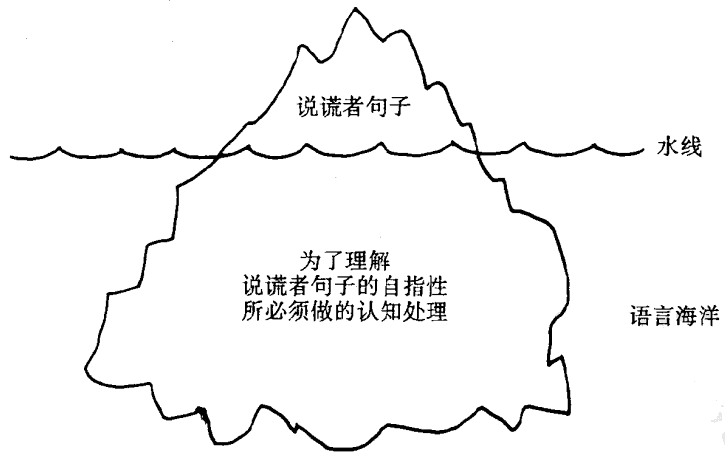 说谎者句子
水线
为了理解
说谎者句子的自指性
所必须做的认知处理
语言海洋